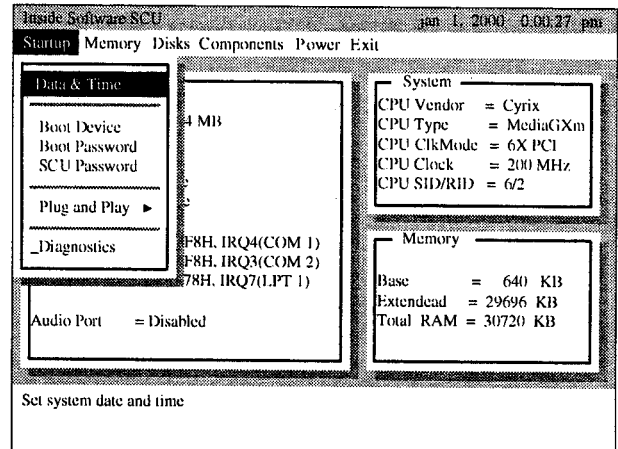 Inside Software SCU jan 1, 2000 0:00:27 pm
Startup Memory Disks Components Power Exit
Data & Time
Boot Device
Boot Password
SCU Password
Plug and Play ►
_Diagnostics
4 MB
F8H, IRQ4(COM 1)
F8H, IRQ3(COM 2)
78H, IRQ7(LPT 1)
Audio Port = Disabled
System
CPU Vendor = Cyrix
CPU Type = MediaGXm
CPU ClkMode = 6X PCI
CPU Clock = 200 MHz
CPU SID/RID = 6/2
Memory
Base = 640 KB
Extendead = 29696 KB
Total RAM = 30720 KB
Set system date and time